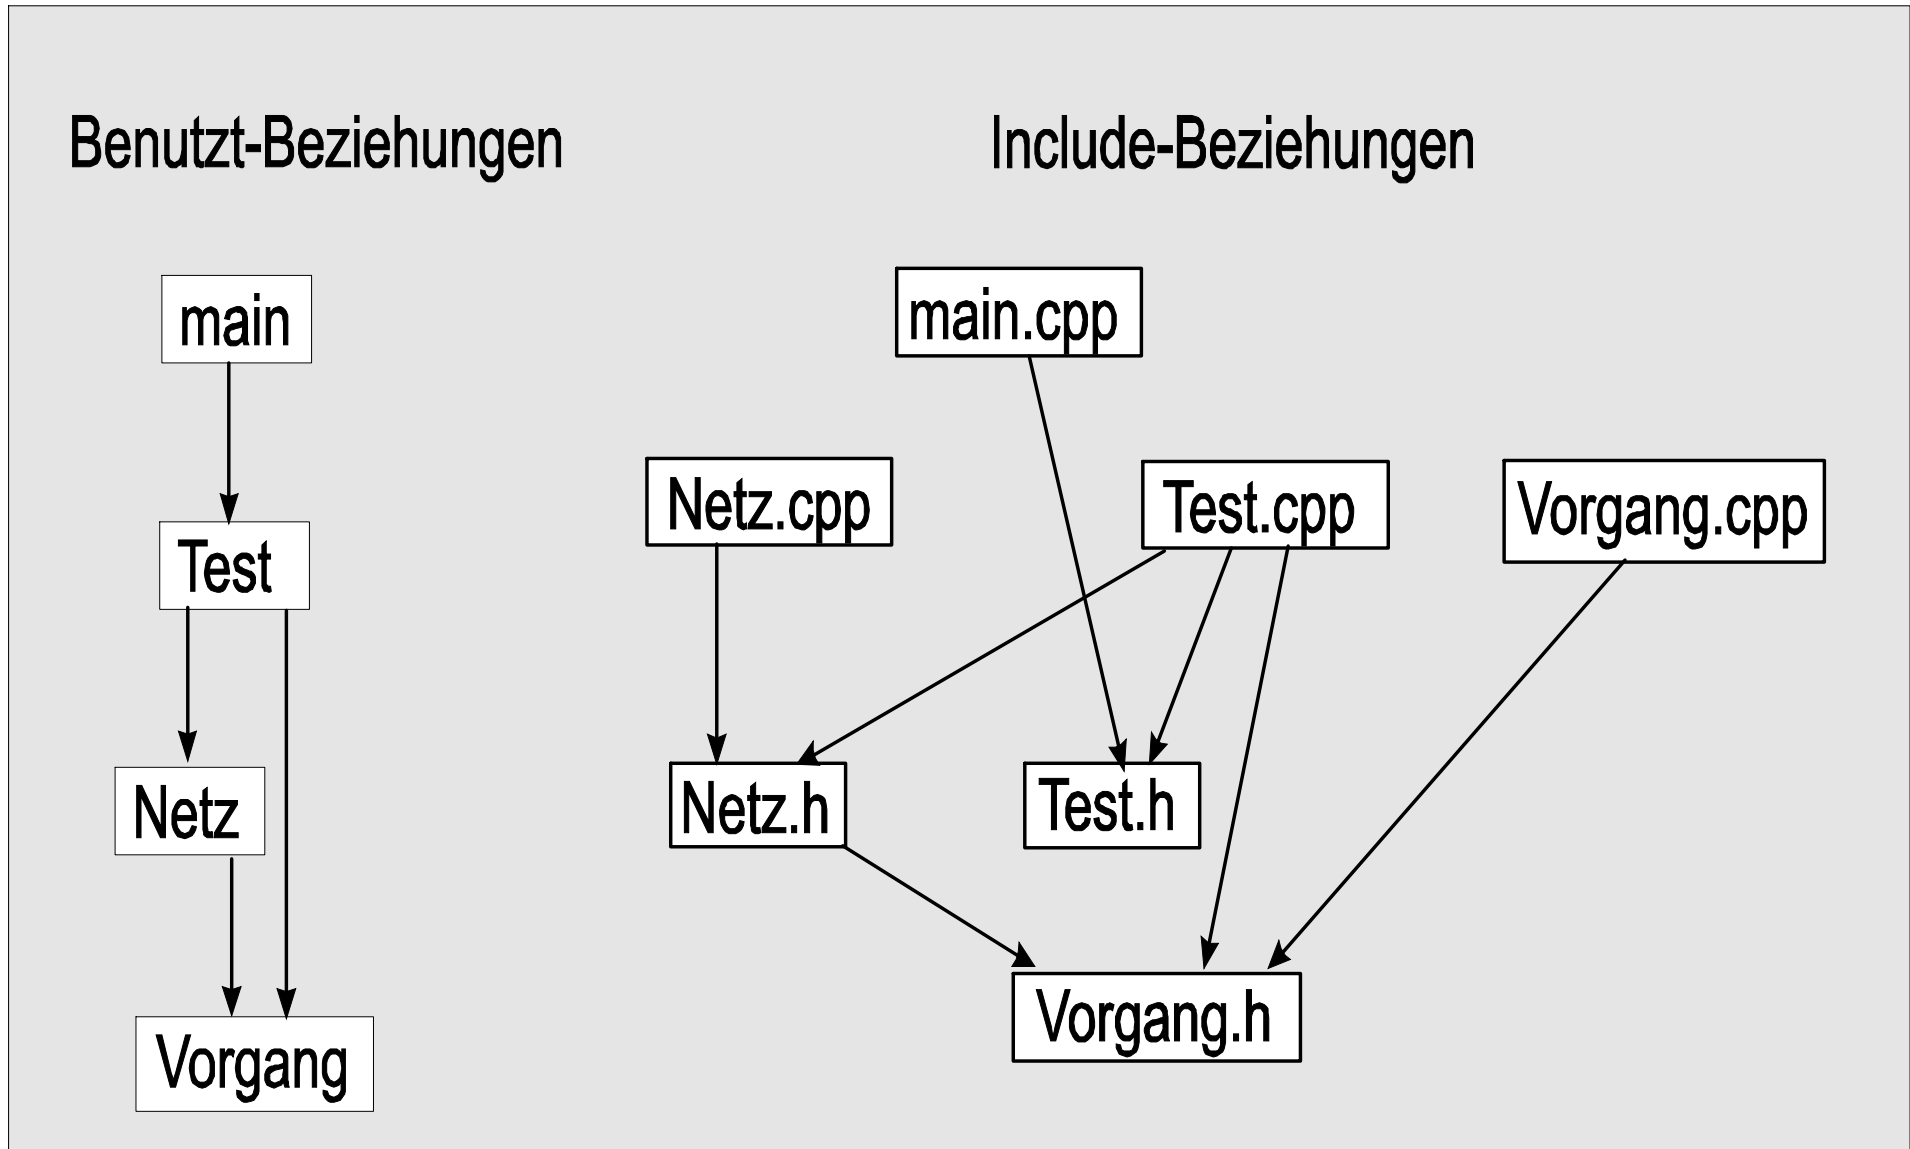 Benutzt-Beziehungen
Include-Beziehungen
main
Test
Netz
Vorgang
main.cpp
Netz.cpp
Test.cpp
Vorgang.cpp
Netz.h
Test.h
Vorgang.h